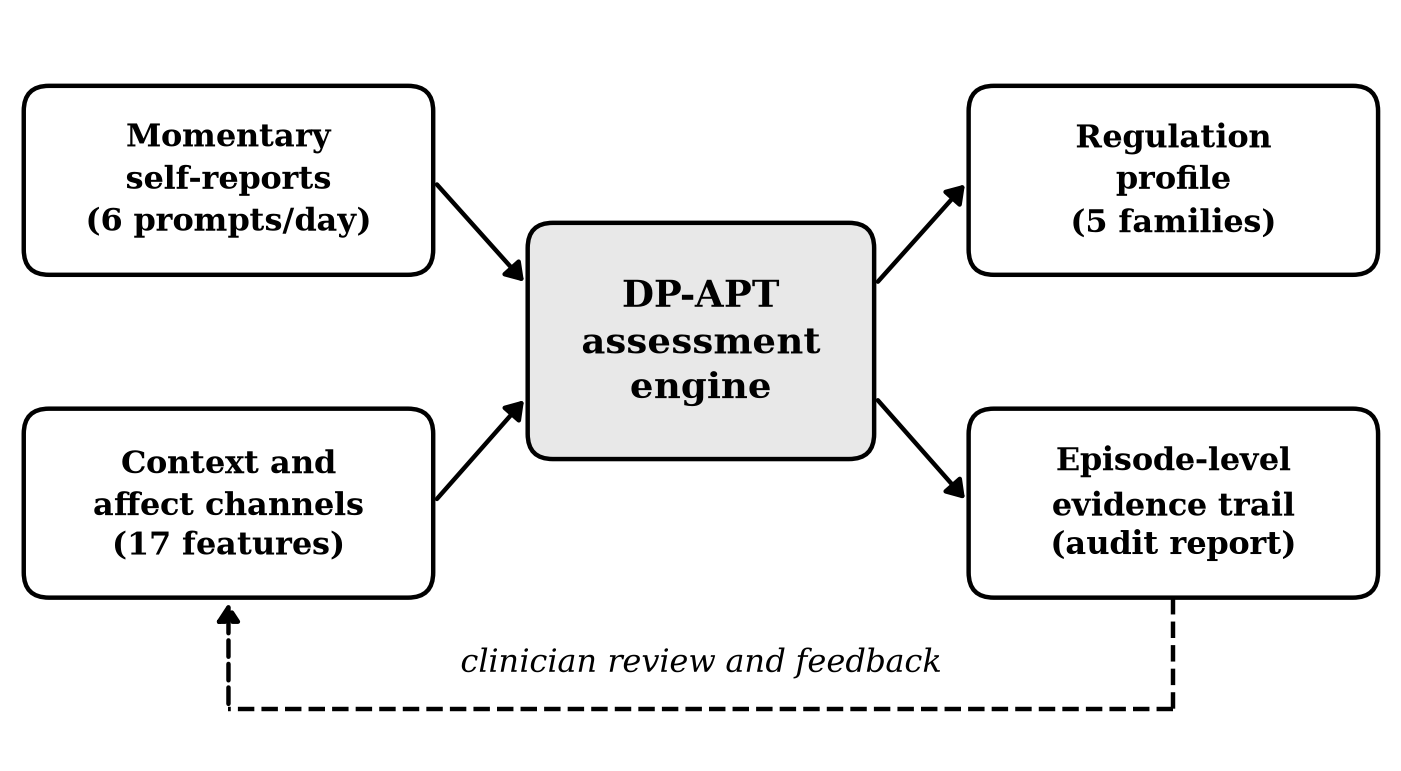 Momentary
self-reports
(6 prompts/day)
Context and
affect channels
(17 features)
DP-APT
assessment
engine
Regulation
profile
(5 families)
Episode-level
evidence trail
(audit report)
clinician review and feedback